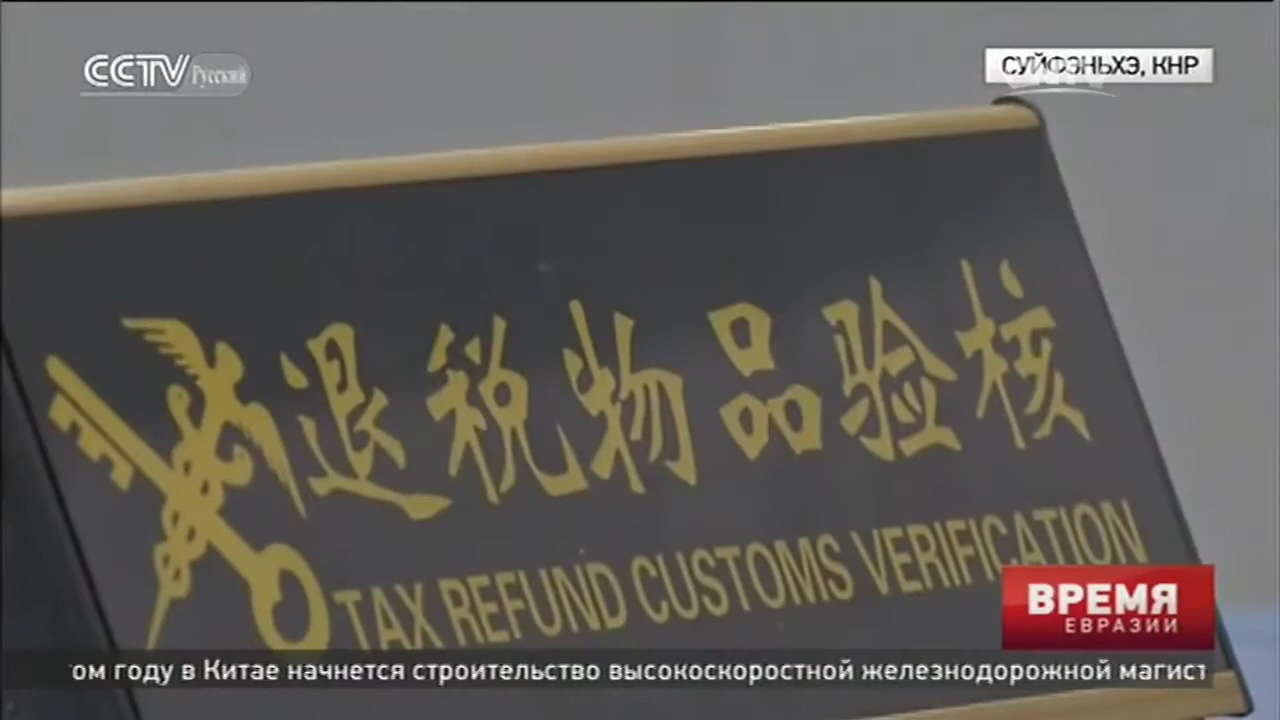 CCTV Русский
СУЙФЭНЬХЭ, КНР
退税物品验核
TAX REFUND CUSTOMS VERIFICATION
ВРЕМЯ
ЕВРАЗИИ
ом году в Китае начнется строительство высокоскоростной железнодорожной магист